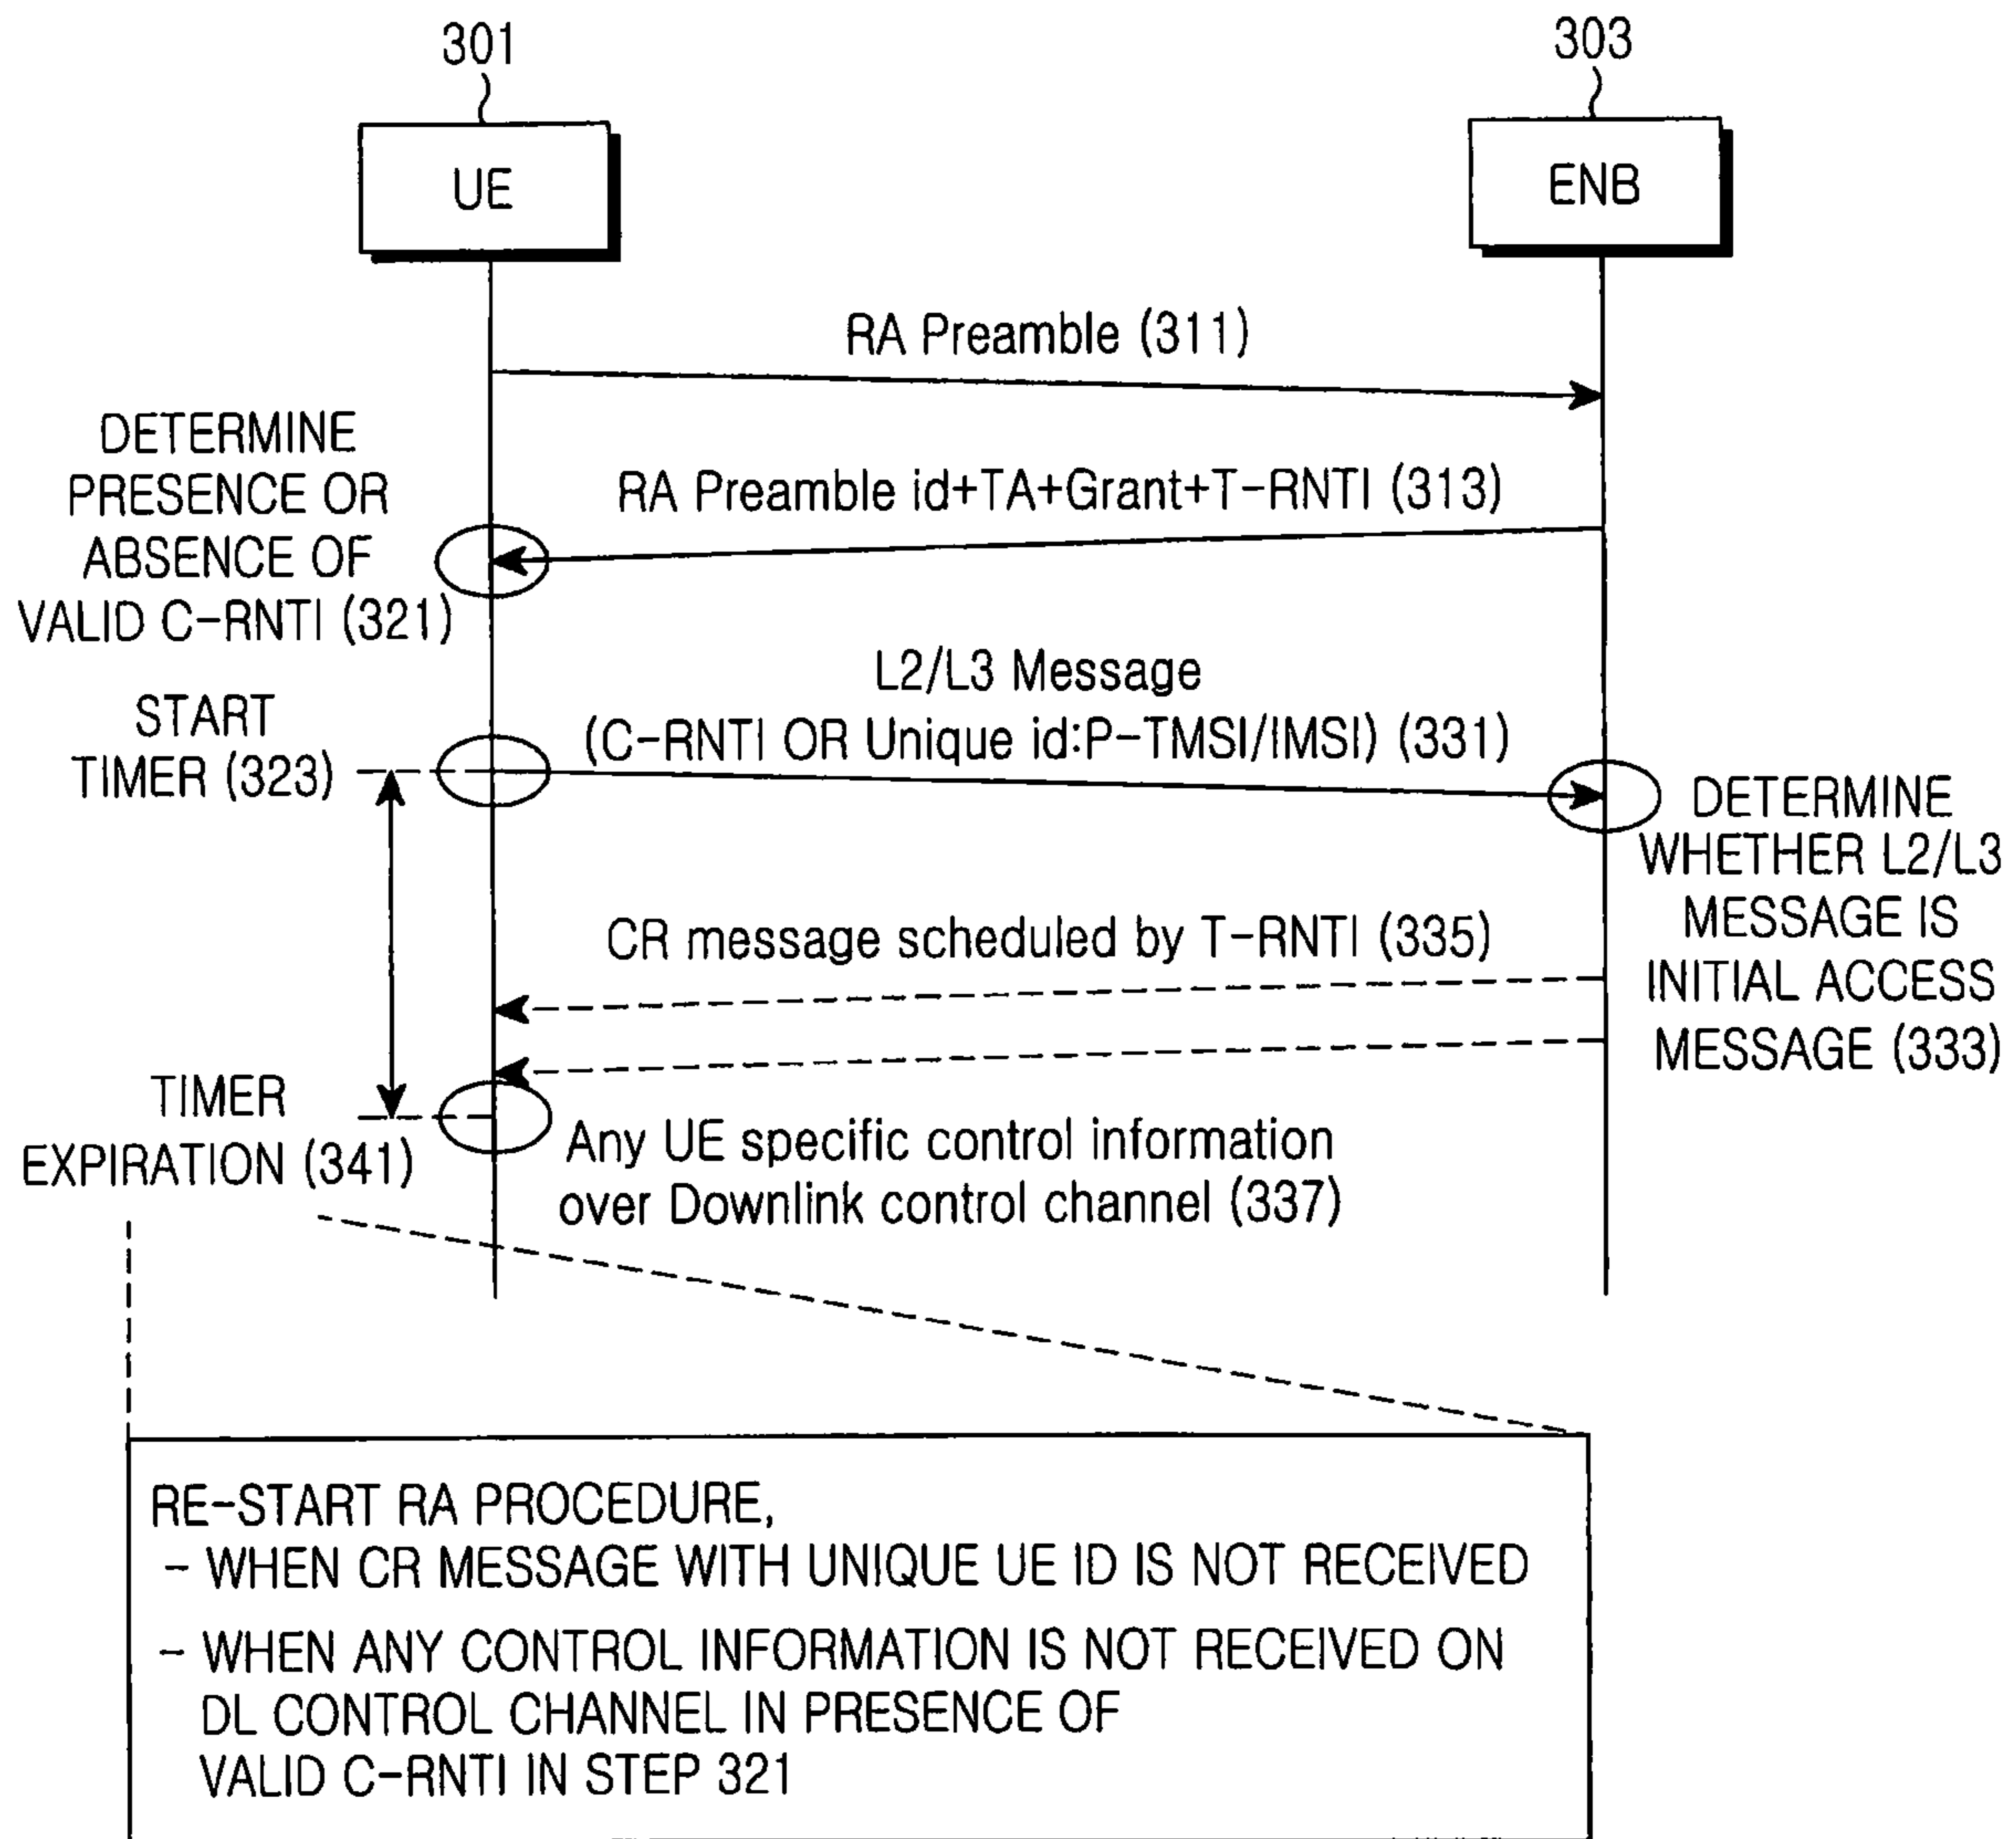 301
303
UE
ENB
RA Preamble (311)
DETERMINE
PRESENCE OR
ABSENCE OF
VALID C-RNTI (321)
RA Preamble id+TA+Grant+T-RNTI (313)
L2/L3 Message
(C-RNTI OR Unique id:P-TMSI/IMSI) (331)
START
TIMER (323)
DETERMINE
WHETHER L2/L3
MESSAGE IS
INITIAL ACCESS
MESSAGE (333)
CR message scheduled by T-RNTI (335)
TIMER
EXPIRATION (341)
Any UE specific control information
over Downlink control channel (337)
RE-START RA PROCEDURE,
- WHEN CR MESSAGE WITH UNIQUE UE ID IS NOT RECEIVED
- WHEN ANY CONTROL INFORMATION IS NOT RECEIVED ON
DL CONTROL CHANNEL IN PRESENCE OF
VALID C-RNTI IN STEP 321